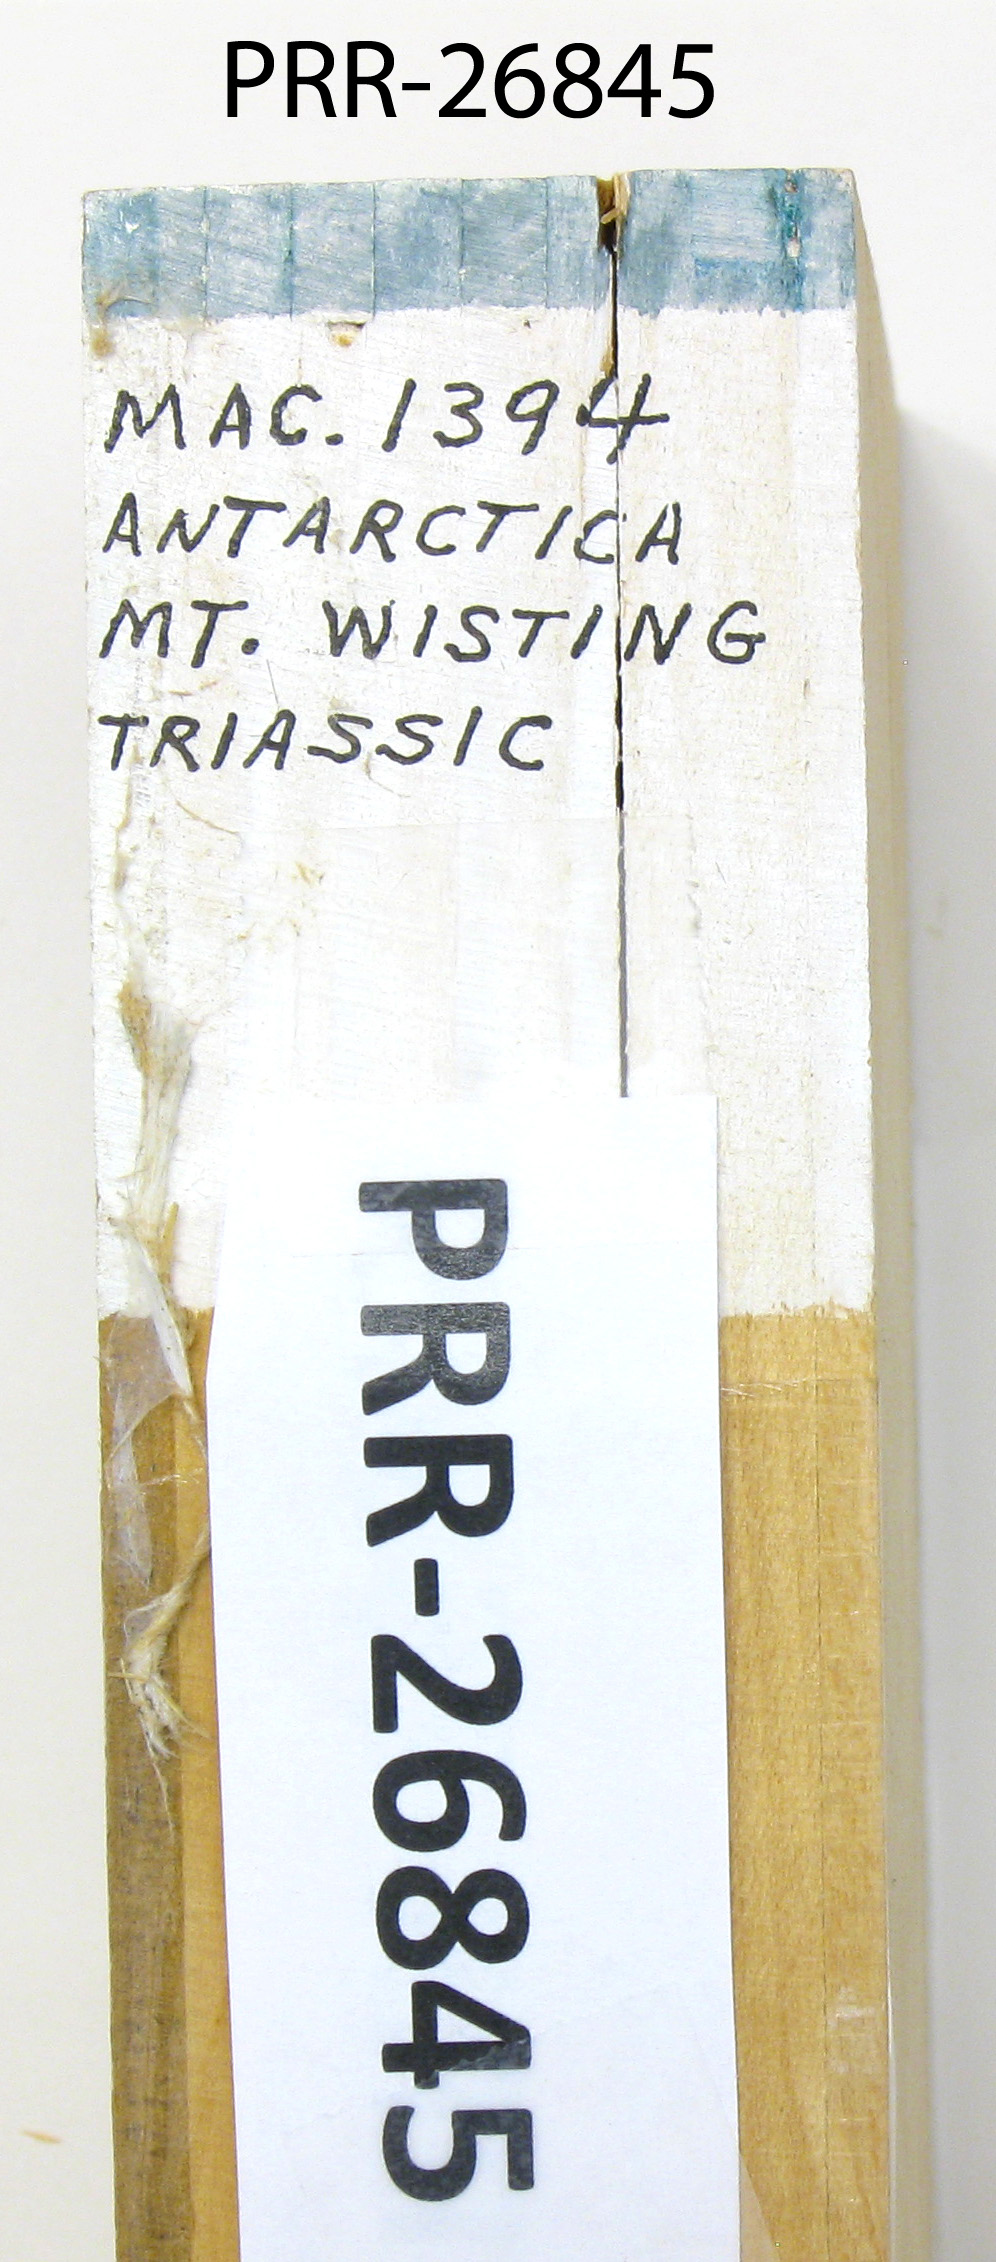 PRR-26845
MAC. 1394
ANTARCTICA
MT. WISTING
TRIASSIC
PRR-26845